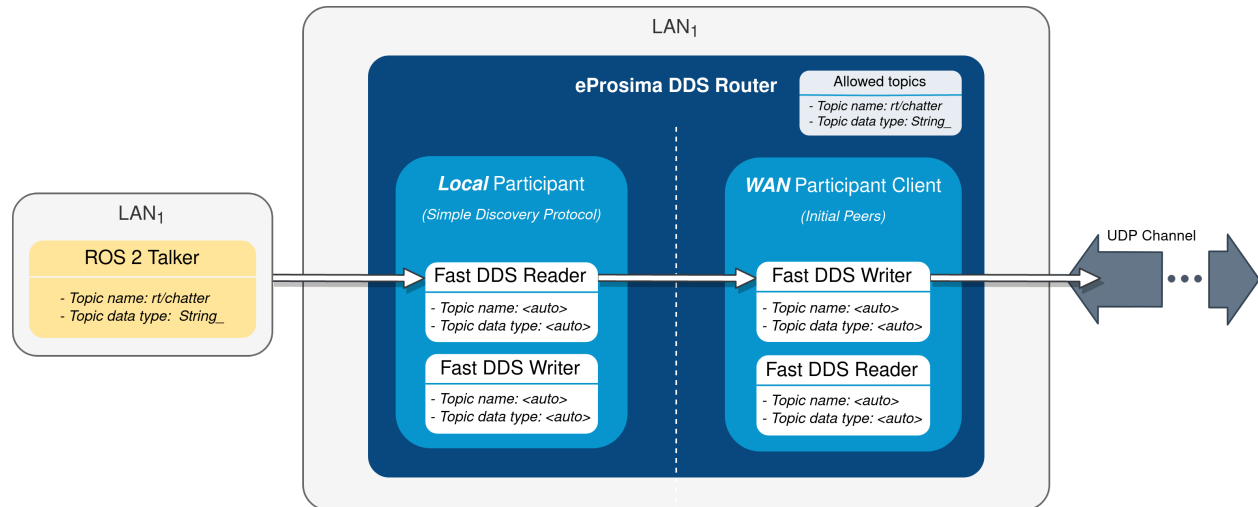 LAN1
eProsima DDS Router
Allowed topics
- Topic name: rt/chatter
- Topic data type: String_
LAN1
ROS 2 Talker
- Topic name: rt/chatter
- Topic data type: String_
Local Participant
(Simple Discovery Protocol)
Fast DDS Reader
- Topic name: <auto>
- Topic data type: <auto>
Fast DDS Writer
- Topic name: <auto>
- Topic data type: <auto>
WAN Participant Client
(Initial Peers)
Fast DDS Writer
- Topic name: <auto>
- Topic data type: <auto>
Fast DDS Reader
- Topic name: <auto>
- Topic data type: <auto>
UDP Channel